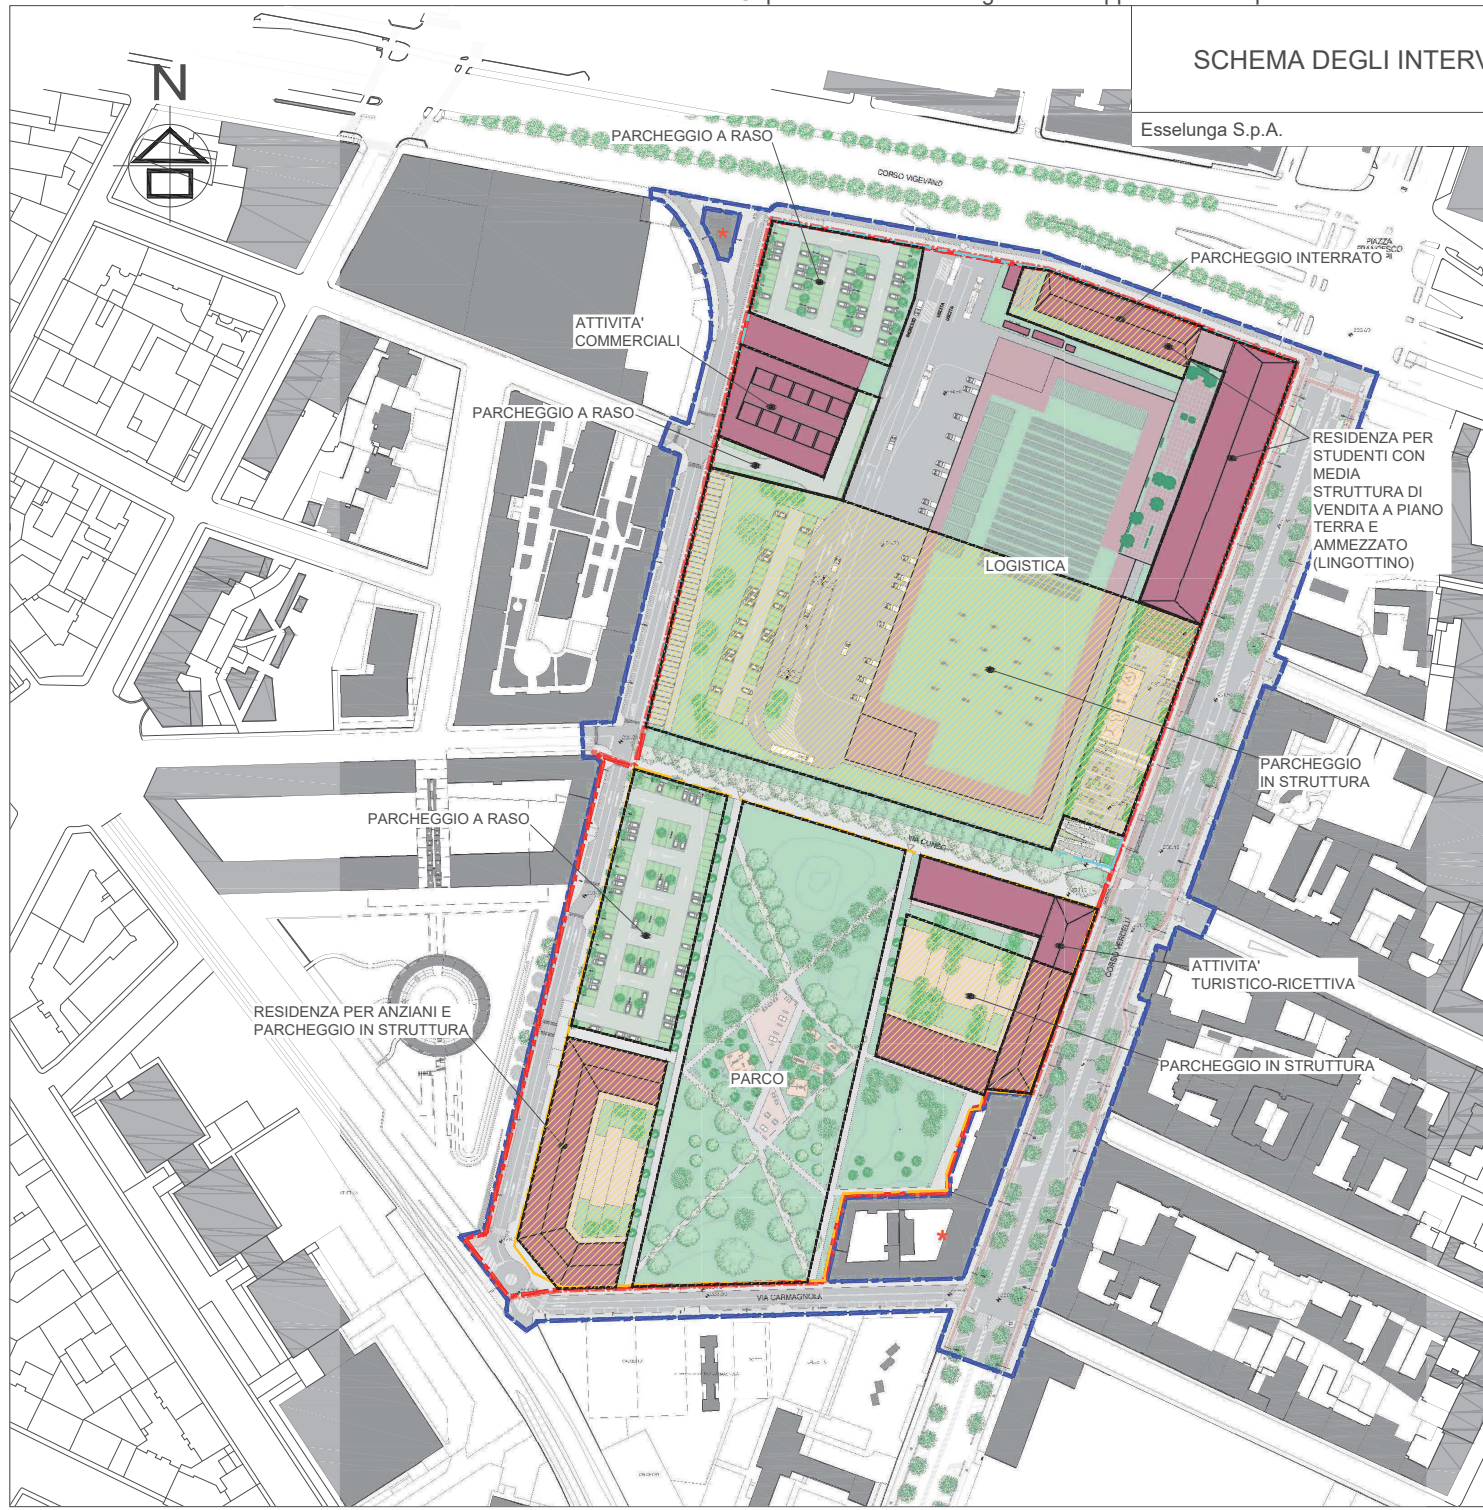 SCHEMA DEGLI INTERV
Esselunga S.p.A.
N
PARCHEGGIO A RASO
CORSO VIGEVANO
PIAZZA
FRANCESCO
PARCHEGGIO INTERRATO
ATTIVITA'
COMMERCIALI
PARCHEGGIO A RASO
RESIDENZA PER
STUDENTI CON
MEDIA
STRUTTURA DI
VENDITA A PIANO
TERRA E
AMMEZZATO
(LINGOTTINO)
LOGISTICA
PARCHEGGIO
IN STRUTTURA
PARCHEGGIO A RASO
VIA CUNEO
CORSO VERCELLI
ATTIVITA'
TURISTICO-RICETTIVA
RESIDENZA PER ANZIANI E
PARCHEGGIO IN STRUTTURA
PARCHEGGIO IN STRUTTURA
PARCO
VIA CARMAGNOLA